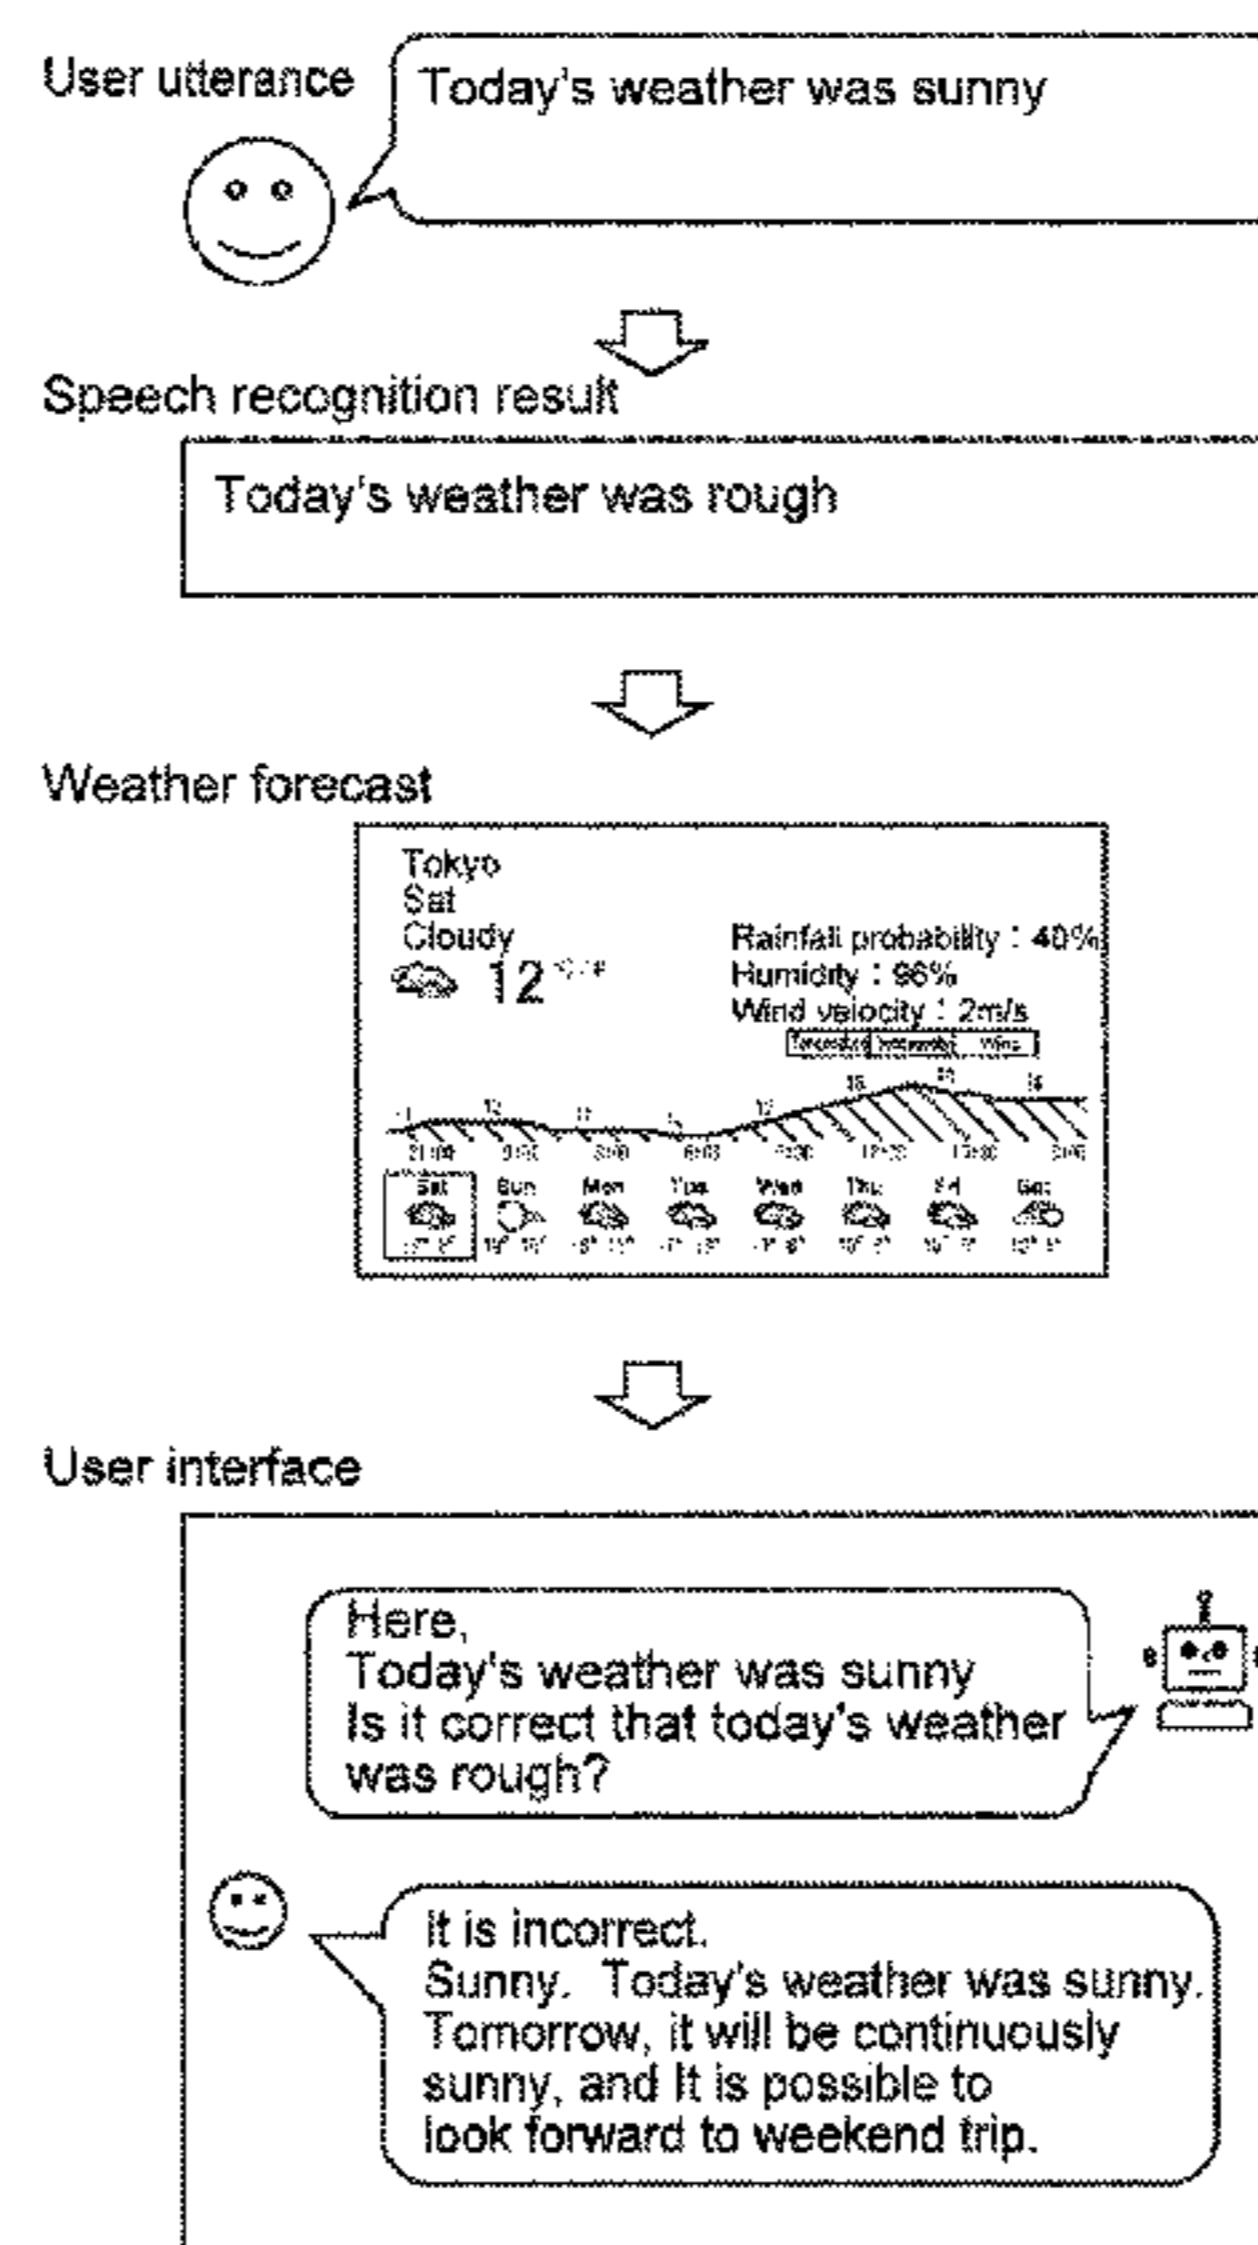 User utterance
Today's weather was sunny
Speech recognition result
Today's weather was rough
Weather forecast
Tokyo
Sat
Cloudy
12
Rainfall probability : 40%
Humidity : 96%
Wind velocity : 2m/s
Wind
12
Sat Sun Mon Tue Wed Thu Fri Sat
User interface
Here,
Today's weather was sunny
Is it correct that today's weather
was rough?
It is incorrect.
Sunny. Today's weather was sunny.
Tomorrow, it will be continuously
sunny, and It is possible to
look forward to weekend trip.